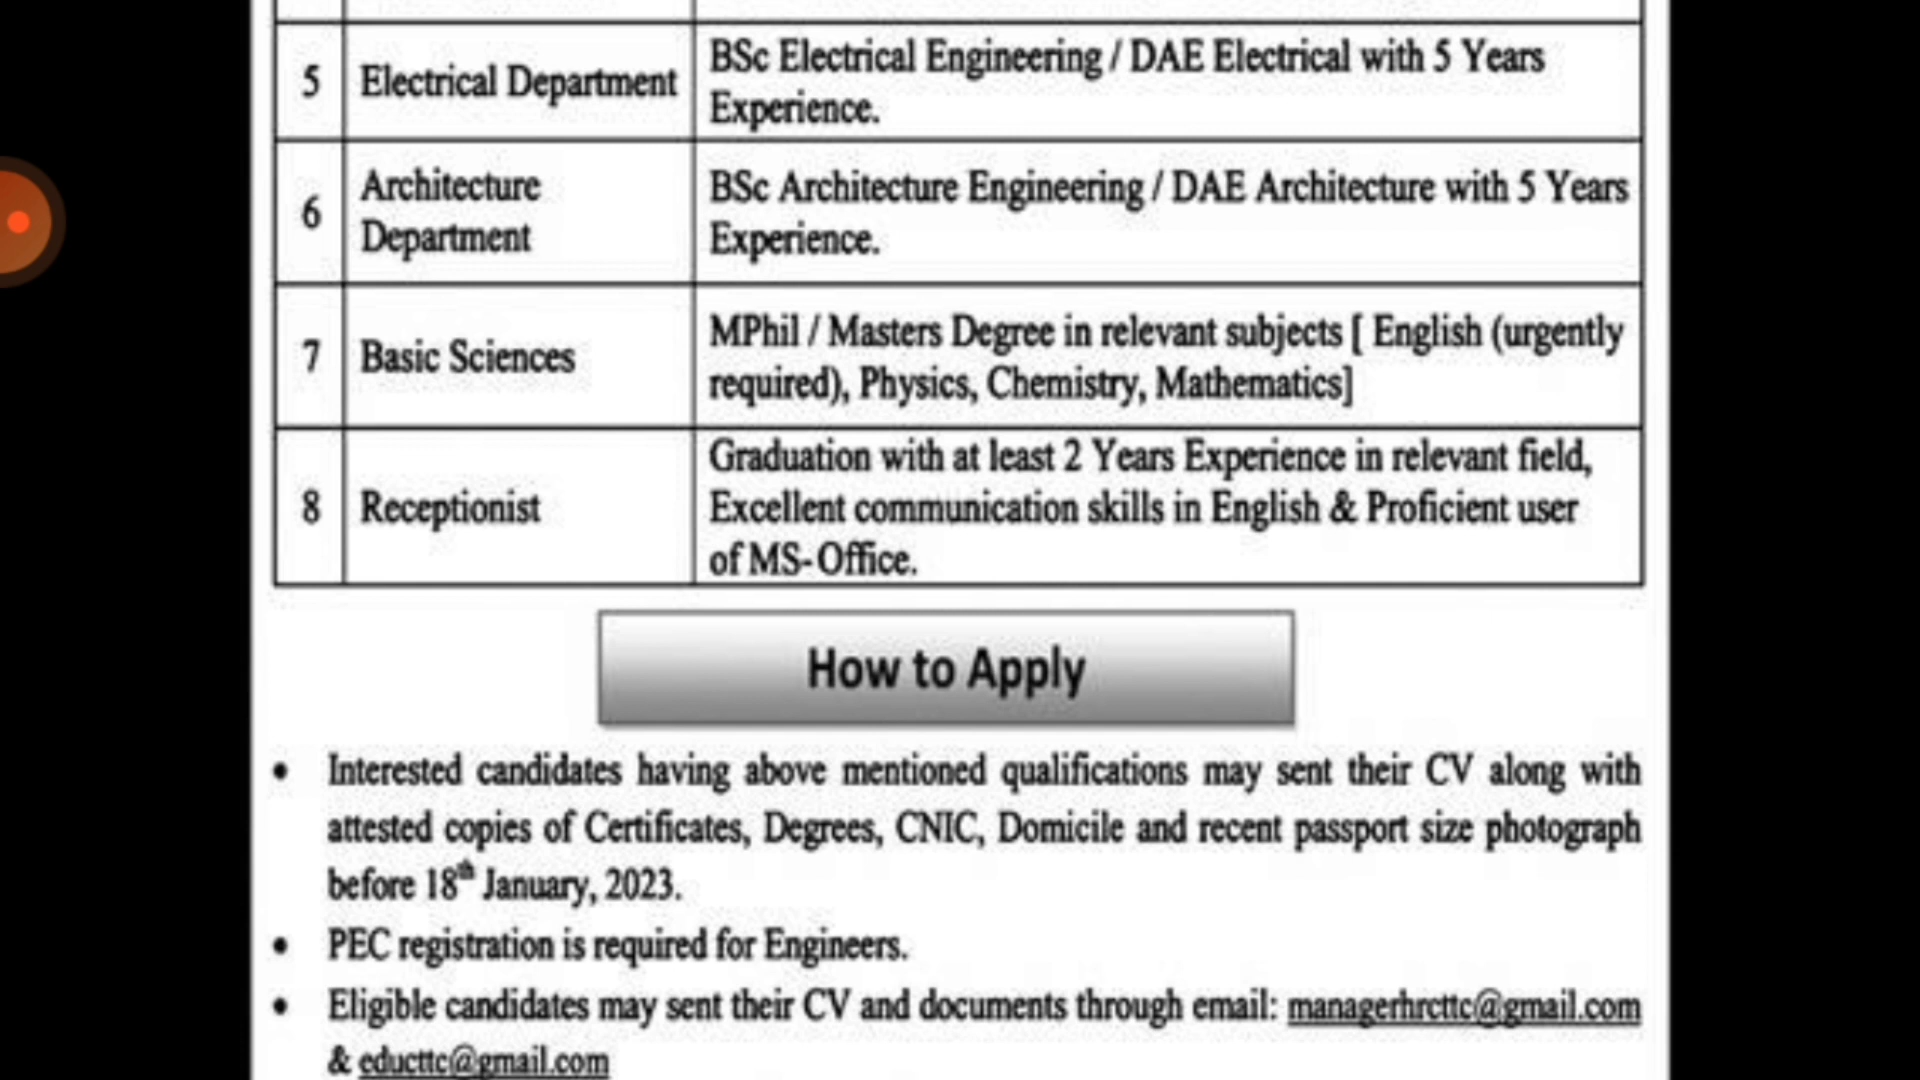 5 Electrical Department BSc Electrical Engineering / DAE Electrical with 5 Years
Experience.
6 Architecture Department BSc Architecture Engineering / DAE Architecture with 5 Years
Experience.
7 Basic Sciences MPhil / Masters Degree in relevant subjects [ English (urgently
required), Physics, Chemistry, Mathematics]
8 Receptionist Graduation with at least 2 Years Experience in relevant field,
Excellent communication skills in English & Proficient user
of MS-Office.
How to Apply
• Interested candidates having above mentioned qualifications may sent their CV along with
attested copies of Certificates, Degrees, CNIC, Domicile and recent passport size photograph
before 18th January, 2023.
• PEC registration is required for Engineers.
• Eligible candidates may sent their CV and documents through email: managerhrcttc@gmail.com
& educttc@gmail.com